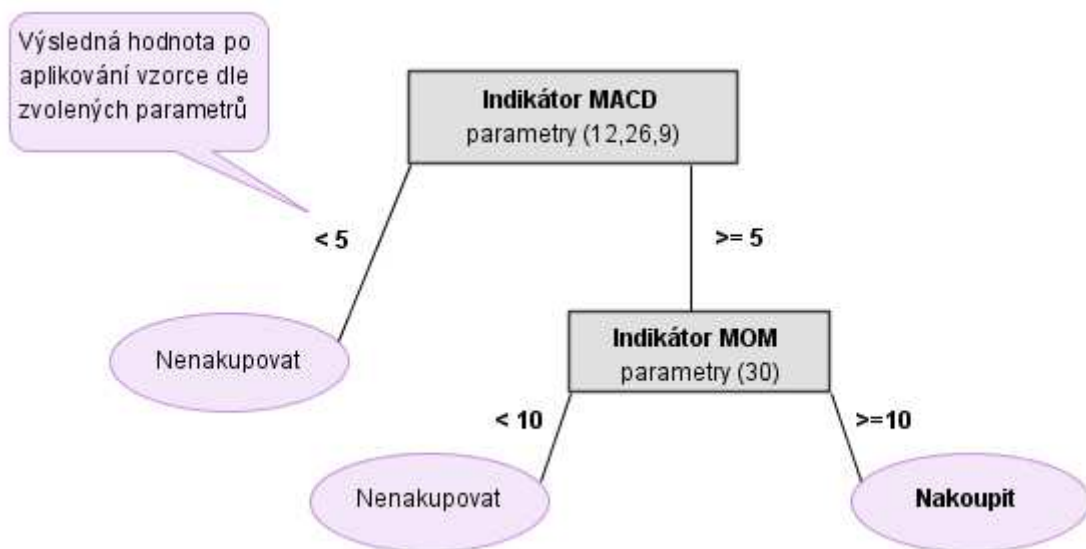 Výsledná hodnota po
aplikování vzorce dle
zvolených parametrů
Indikátor MACD
parametry (12,26,9)
< 5
>= 5
Nenakupovat
Indikátor MOM
parametry (30)
< 10
>=10
Nenakupovat
Nakoupit